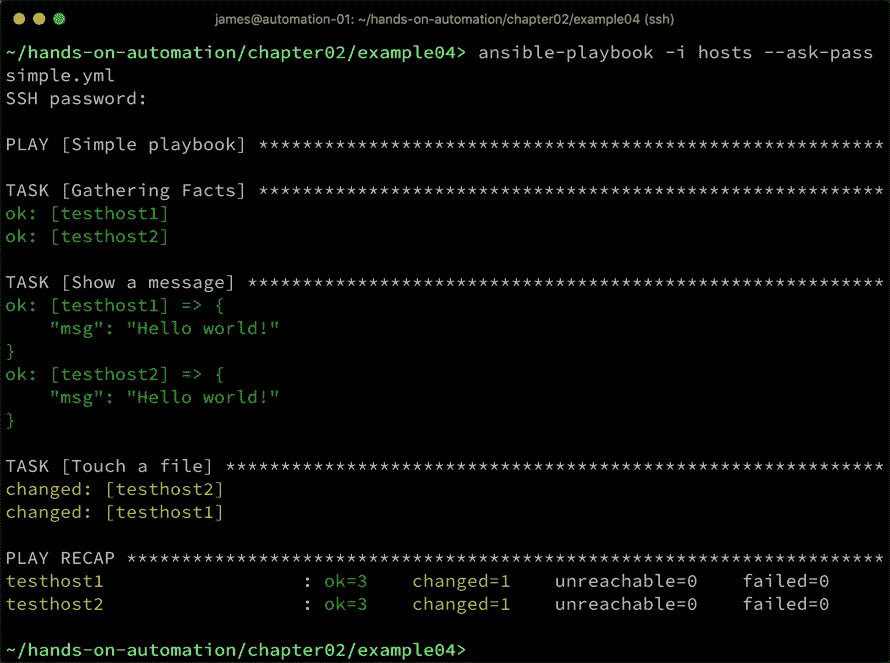 james@automation-01: ~/hands-on-automation/chapter02/example04 (ssh)
~/hands-on-automation/chapter02/example04> ansible-playbook -i hosts --ask-pass
simple.yml
SSH password:
PLAY [Simple playbook] *********************************************************
TASK [Gathering Facts] *********************************************************
ok: [testhost1]
ok: [testhost2]
TASK [Show a message] **********************************************************
ok: [testhost1] => {
    "msg": "Hello world!"
}
ok: [testhost2] => {
    "msg": "Hello world!"
}
TASK [Touch a file] ************************************************************
changed: [testhost2]
changed: [testhost1]
PLAY RECAP *********************************************************************
testhost1                  : ok=3    changed=1    unreachable=0    failed=0
testhost2                  : ok=3    changed=1    unreachable=0    failed=0
~/hands-on-automation/chapter02/example04>